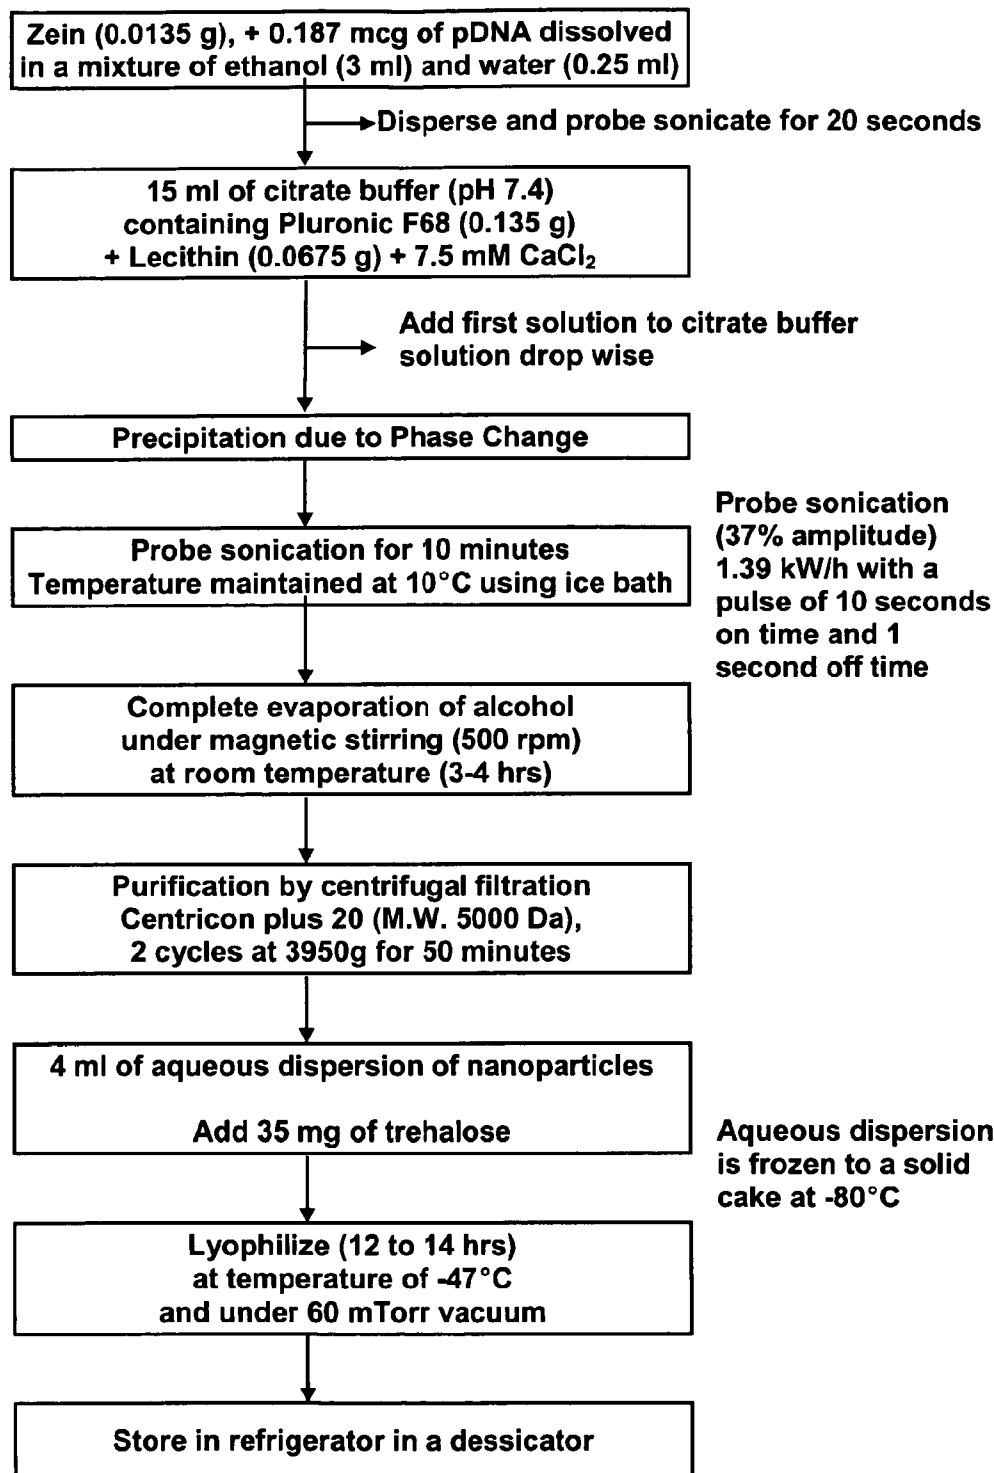 Zein (0.0135 g), + 0.187 mcg of pDNA dissolved
in a mixture of ethanol (3 ml) and water (0.25 ml)
Disperse and probe sonicate for 20 seconds
15 ml of citrate buffer (pH 7.4)
containing Pluronic F68 (0.135 g)
+ Lecithin (0.0675 g) + 7.5 mM CaCl₂
Add first solution to citrate buffer
solution drop wise
Precipitation due to Phase Change
Probe sonication for 10 minutes
Temperature maintained at 10°C using ice bath
Probe sonication
(37% amplitude)
1.39 kW/h with a
pulse of 10 seconds
on time and 1
second off time
Complete evaporation of alcohol
under magnetic stirring (500 rpm)
at room temperature (3-4 hrs)
Purification by centrifugal filtration
Centricon plus 20 (M.W. 5000 Da),
2 cycles at 3950g for 50 minutes
4 ml of aqueous dispersion of nanoparticles
Add 35 mg of trehalose
Aqueous dispersion
is frozen to a solid
cake at -80°C
Lyophilize (12 to 14 hrs)
at temperature of -47°C
and under 60 mTorr vacuum
Store in refrigerator in a dessicator